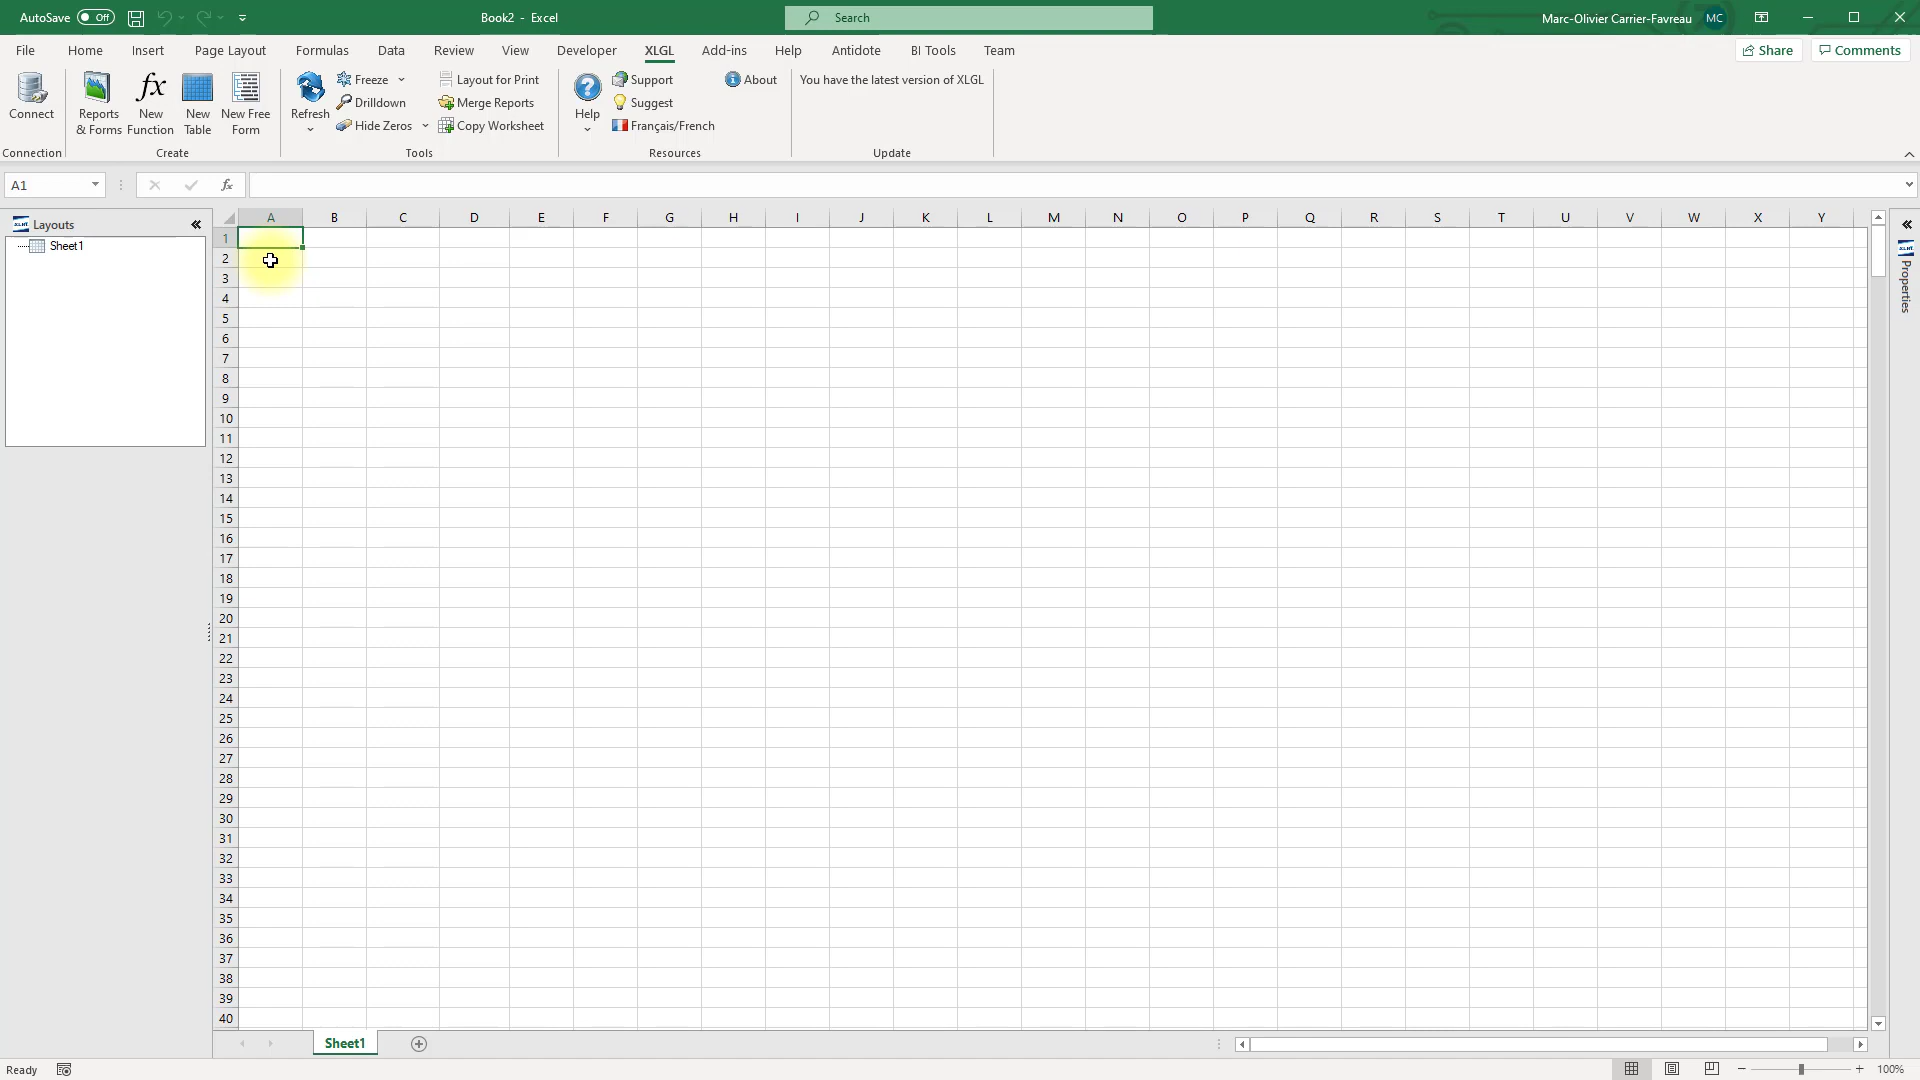 AutoSave Off Book2 - Excel Search Marc-Olivier Carrier-Favreau MC
File Home Insert Page Layout Formulas Data Review View Developer XLGL Add-ins Help Antidote BI Tools Team Share Comments
Connect
Reports & Forms
New Function
New Table
New Free Form
Refresh
Freeze
Drilldown
Hide Zeros
Layout for Print
Merge Reports
Copy Worksheet
Help
Support
Suggest
Français/French
About
You have the latest version of XLGL
Connection Create Tools Resources Update
A1 fx
Layouts
Sheet1
A B C D E F G H I J K L M N O P Q R S T U V W X Y
1
2
3
4
5
6
7
8
9
10
11
12
13
14
15
16
17
18
19
20
21
22
23
24
25
26
27
28
29
30
31
32
33
34
35
36
37
38
39
40
Properties
Sheet1
Ready 100%